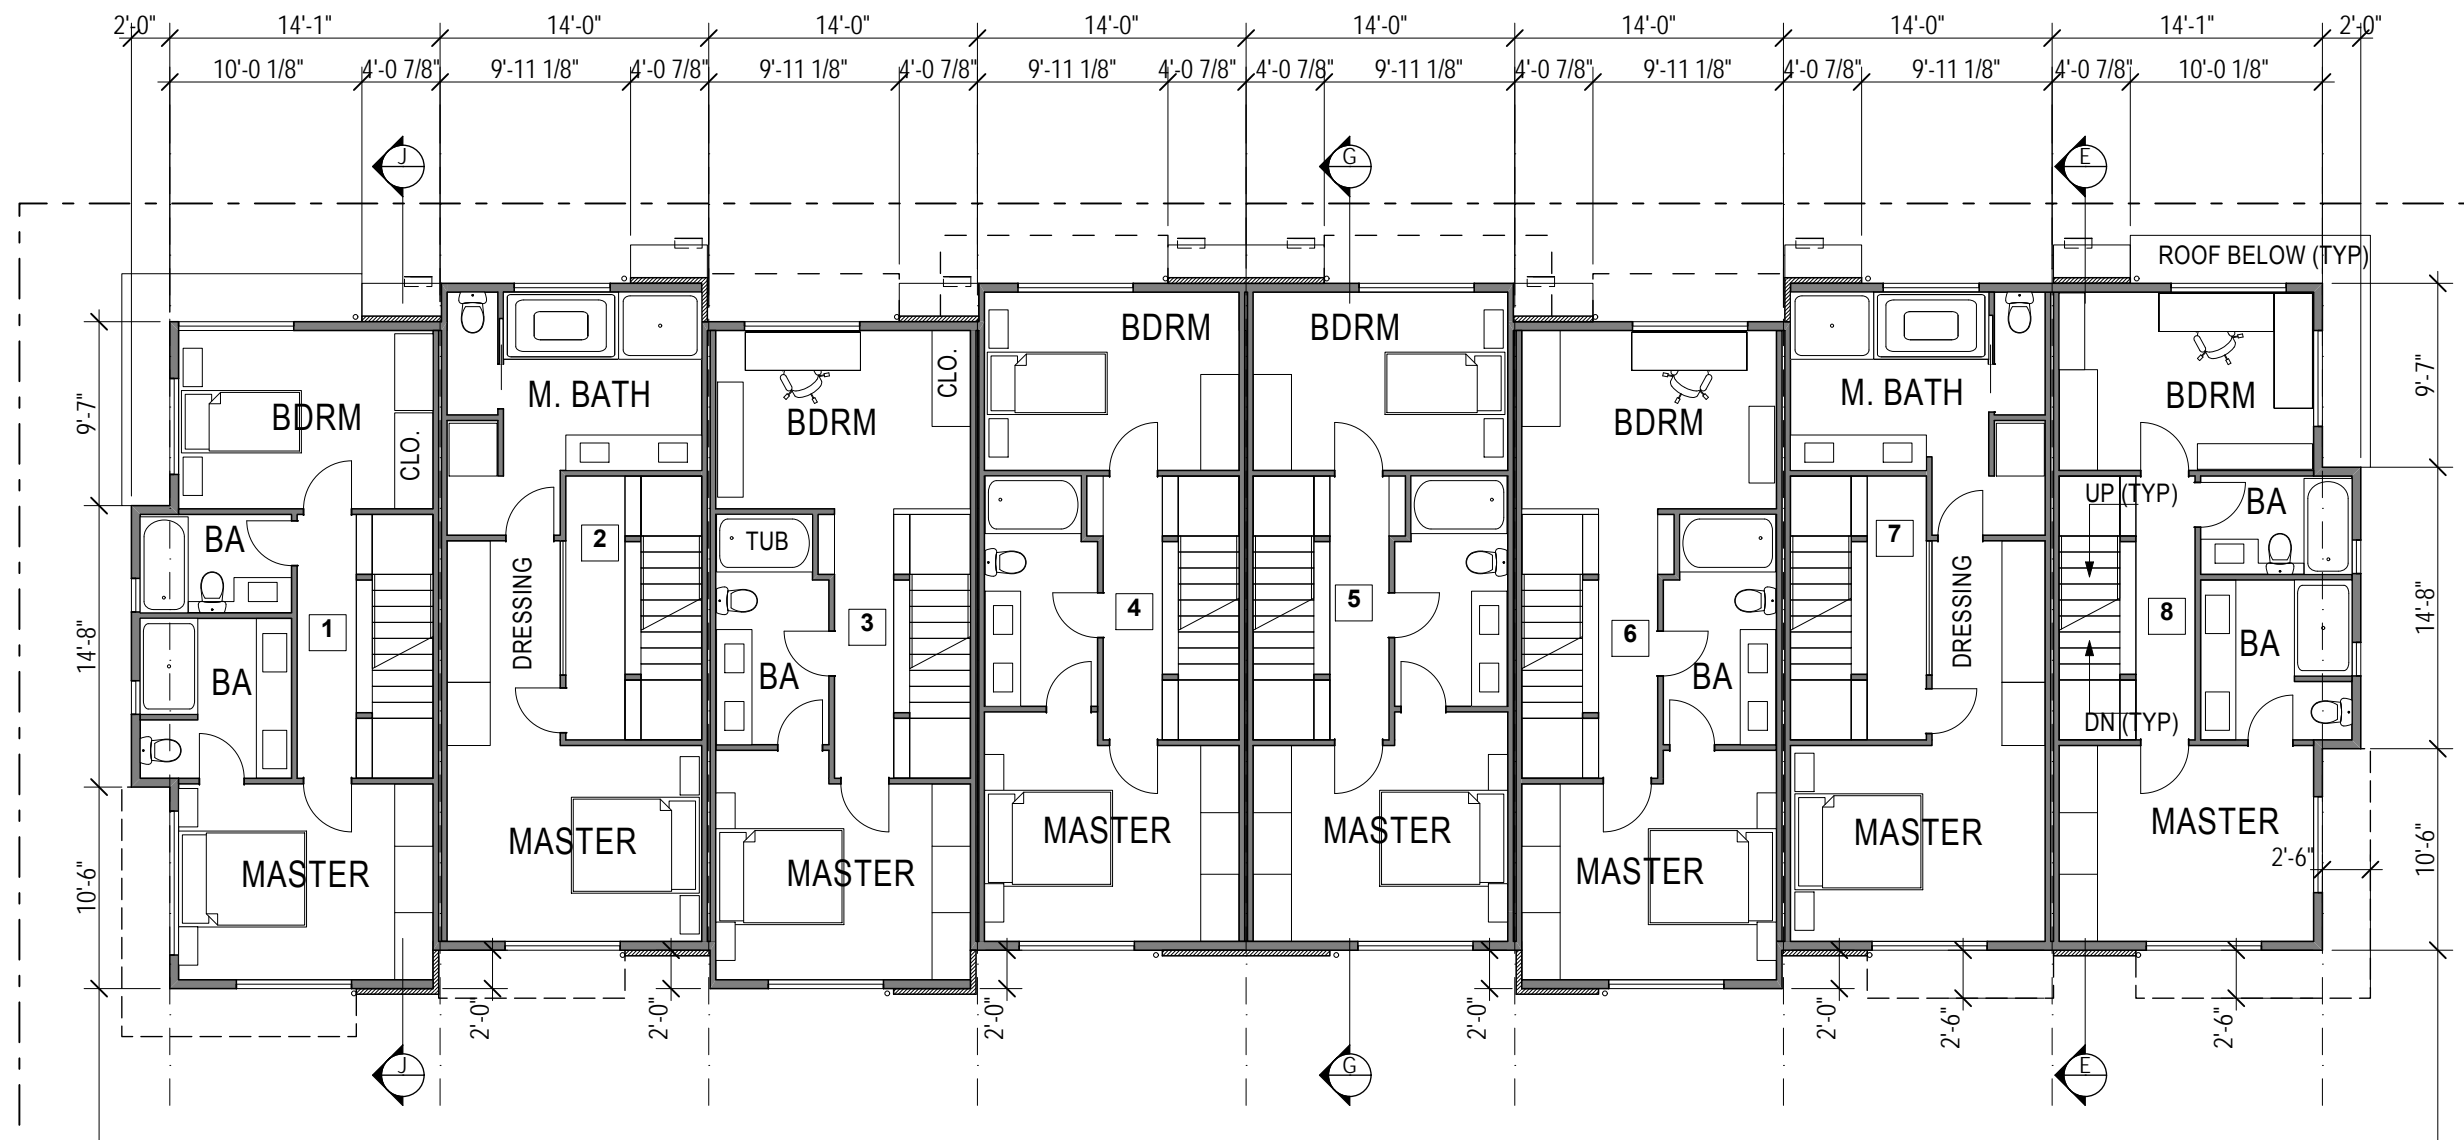 2'-0" 14'-1" 14'-0" 14'-0" 14'-0" 14'-0" 14'-0" 14'-0" 14'-1" 2'-0"
10'-0 1/8" 4'-0 7/8" 9'-11 1/8" 4'-0 7/8" 9'-11 1/8" 4'-0 7/8" 9'-11 1/8" 4'-0 7/8" 4'-0 7/8" 9'-11 1/8" 4'-0 7/8" 9'-11 1/8" 4'-0 7/8" 9'-11 1/8" 4'-0 7/8" 10'-0 1/8"
J G E
ROOF BELOW (TYP)
BDRM BDRM
9'-7" BDRM CLO. M. BATH CLO. BDRM BDRM M. BATH BDRM 9'-7"
CLO.
UP (TYP) BA
BA 2 TUB 7
DRESSING DRESSING
14'-8" 1 3 4 5 6 8 14'-8"
BA BA BA BA
DN (TYP)
MASTER MASTER MASTER MASTER MASTER
10'-6" MASTER MASTER MASTER 2'-6" 10'-6"
2'-0" 2'-0" 2'-0" 2'-0" 2'-0" 2'-6" 2'-6"
J G E